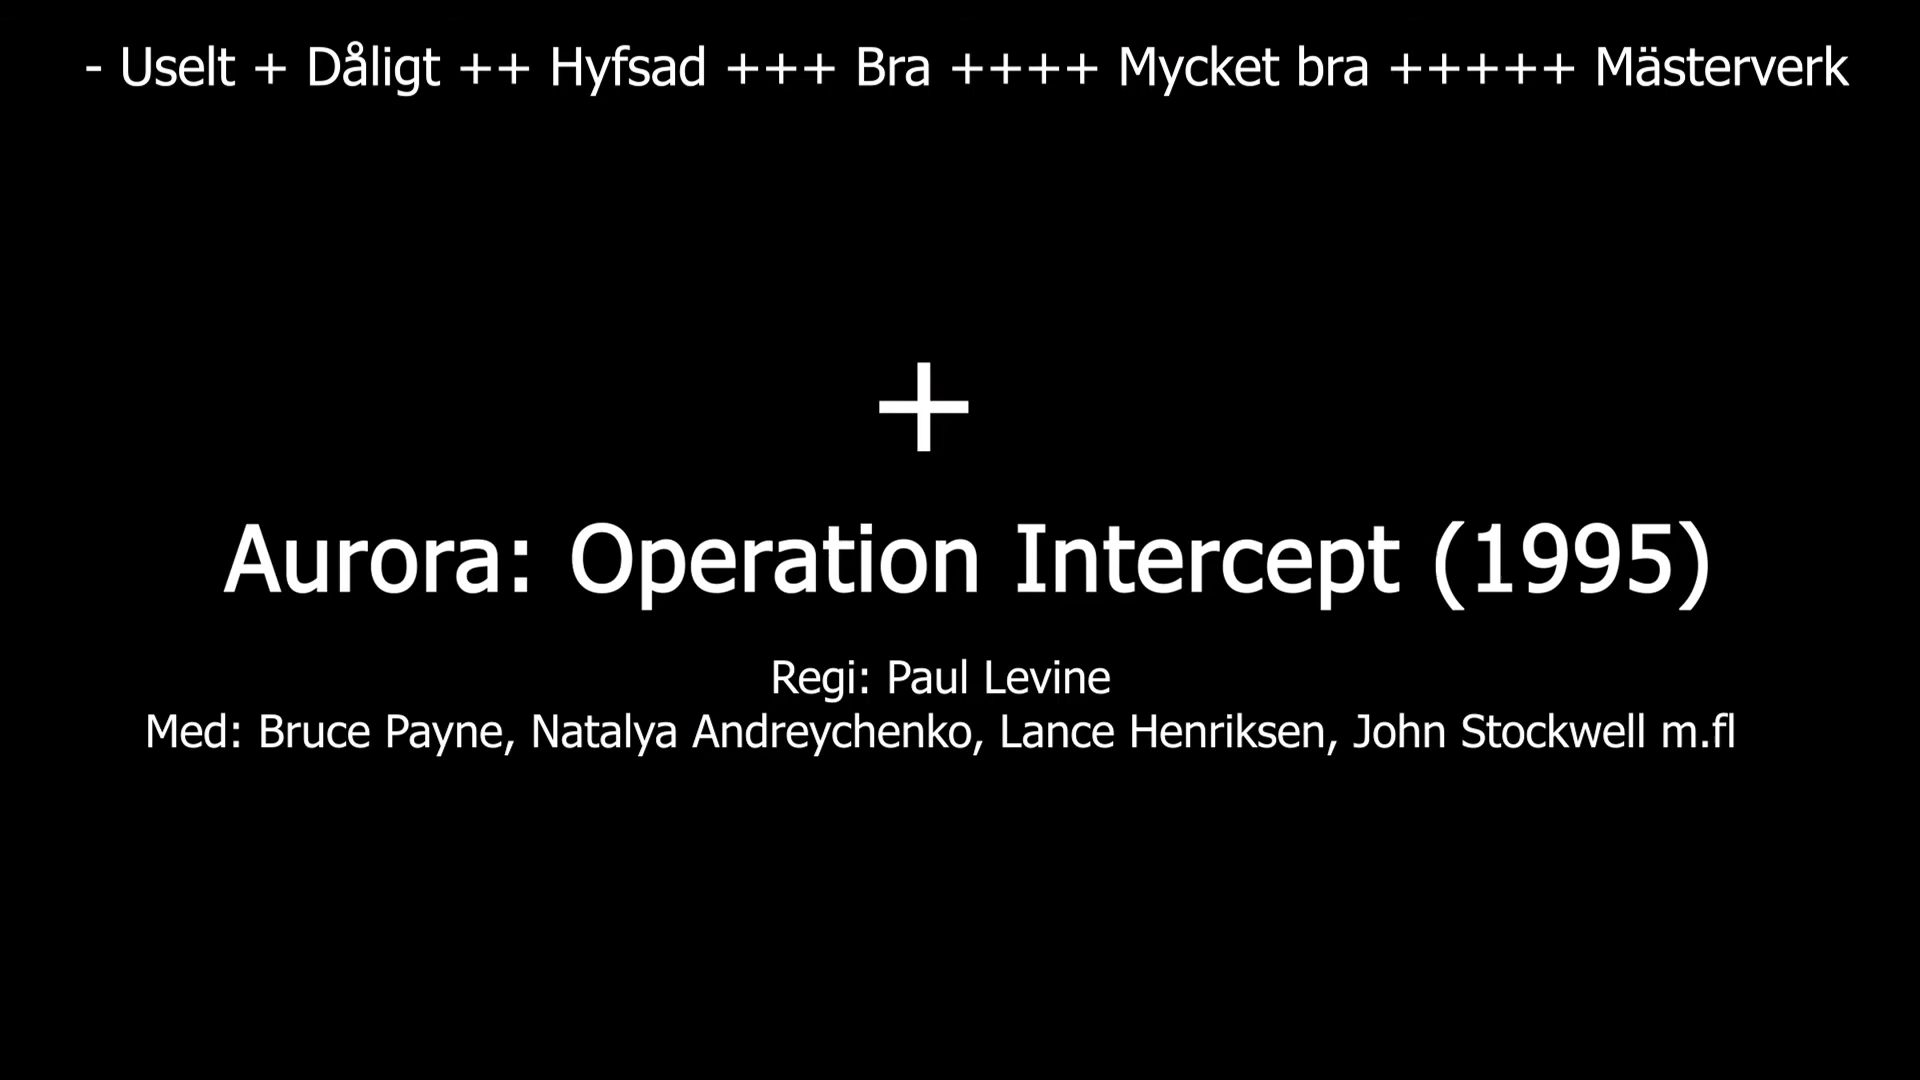 - Uselt + Dåligt ++ Hyfsad +++ Bra ++++ Mycket bra +++++ Mästerverk
+
Aurora: Operation Intercept (1995)
Regi: Paul Levine
Med: Bruce Payne, Natalya Andreychenko, Lance Henriksen, John Stockwell m.fl